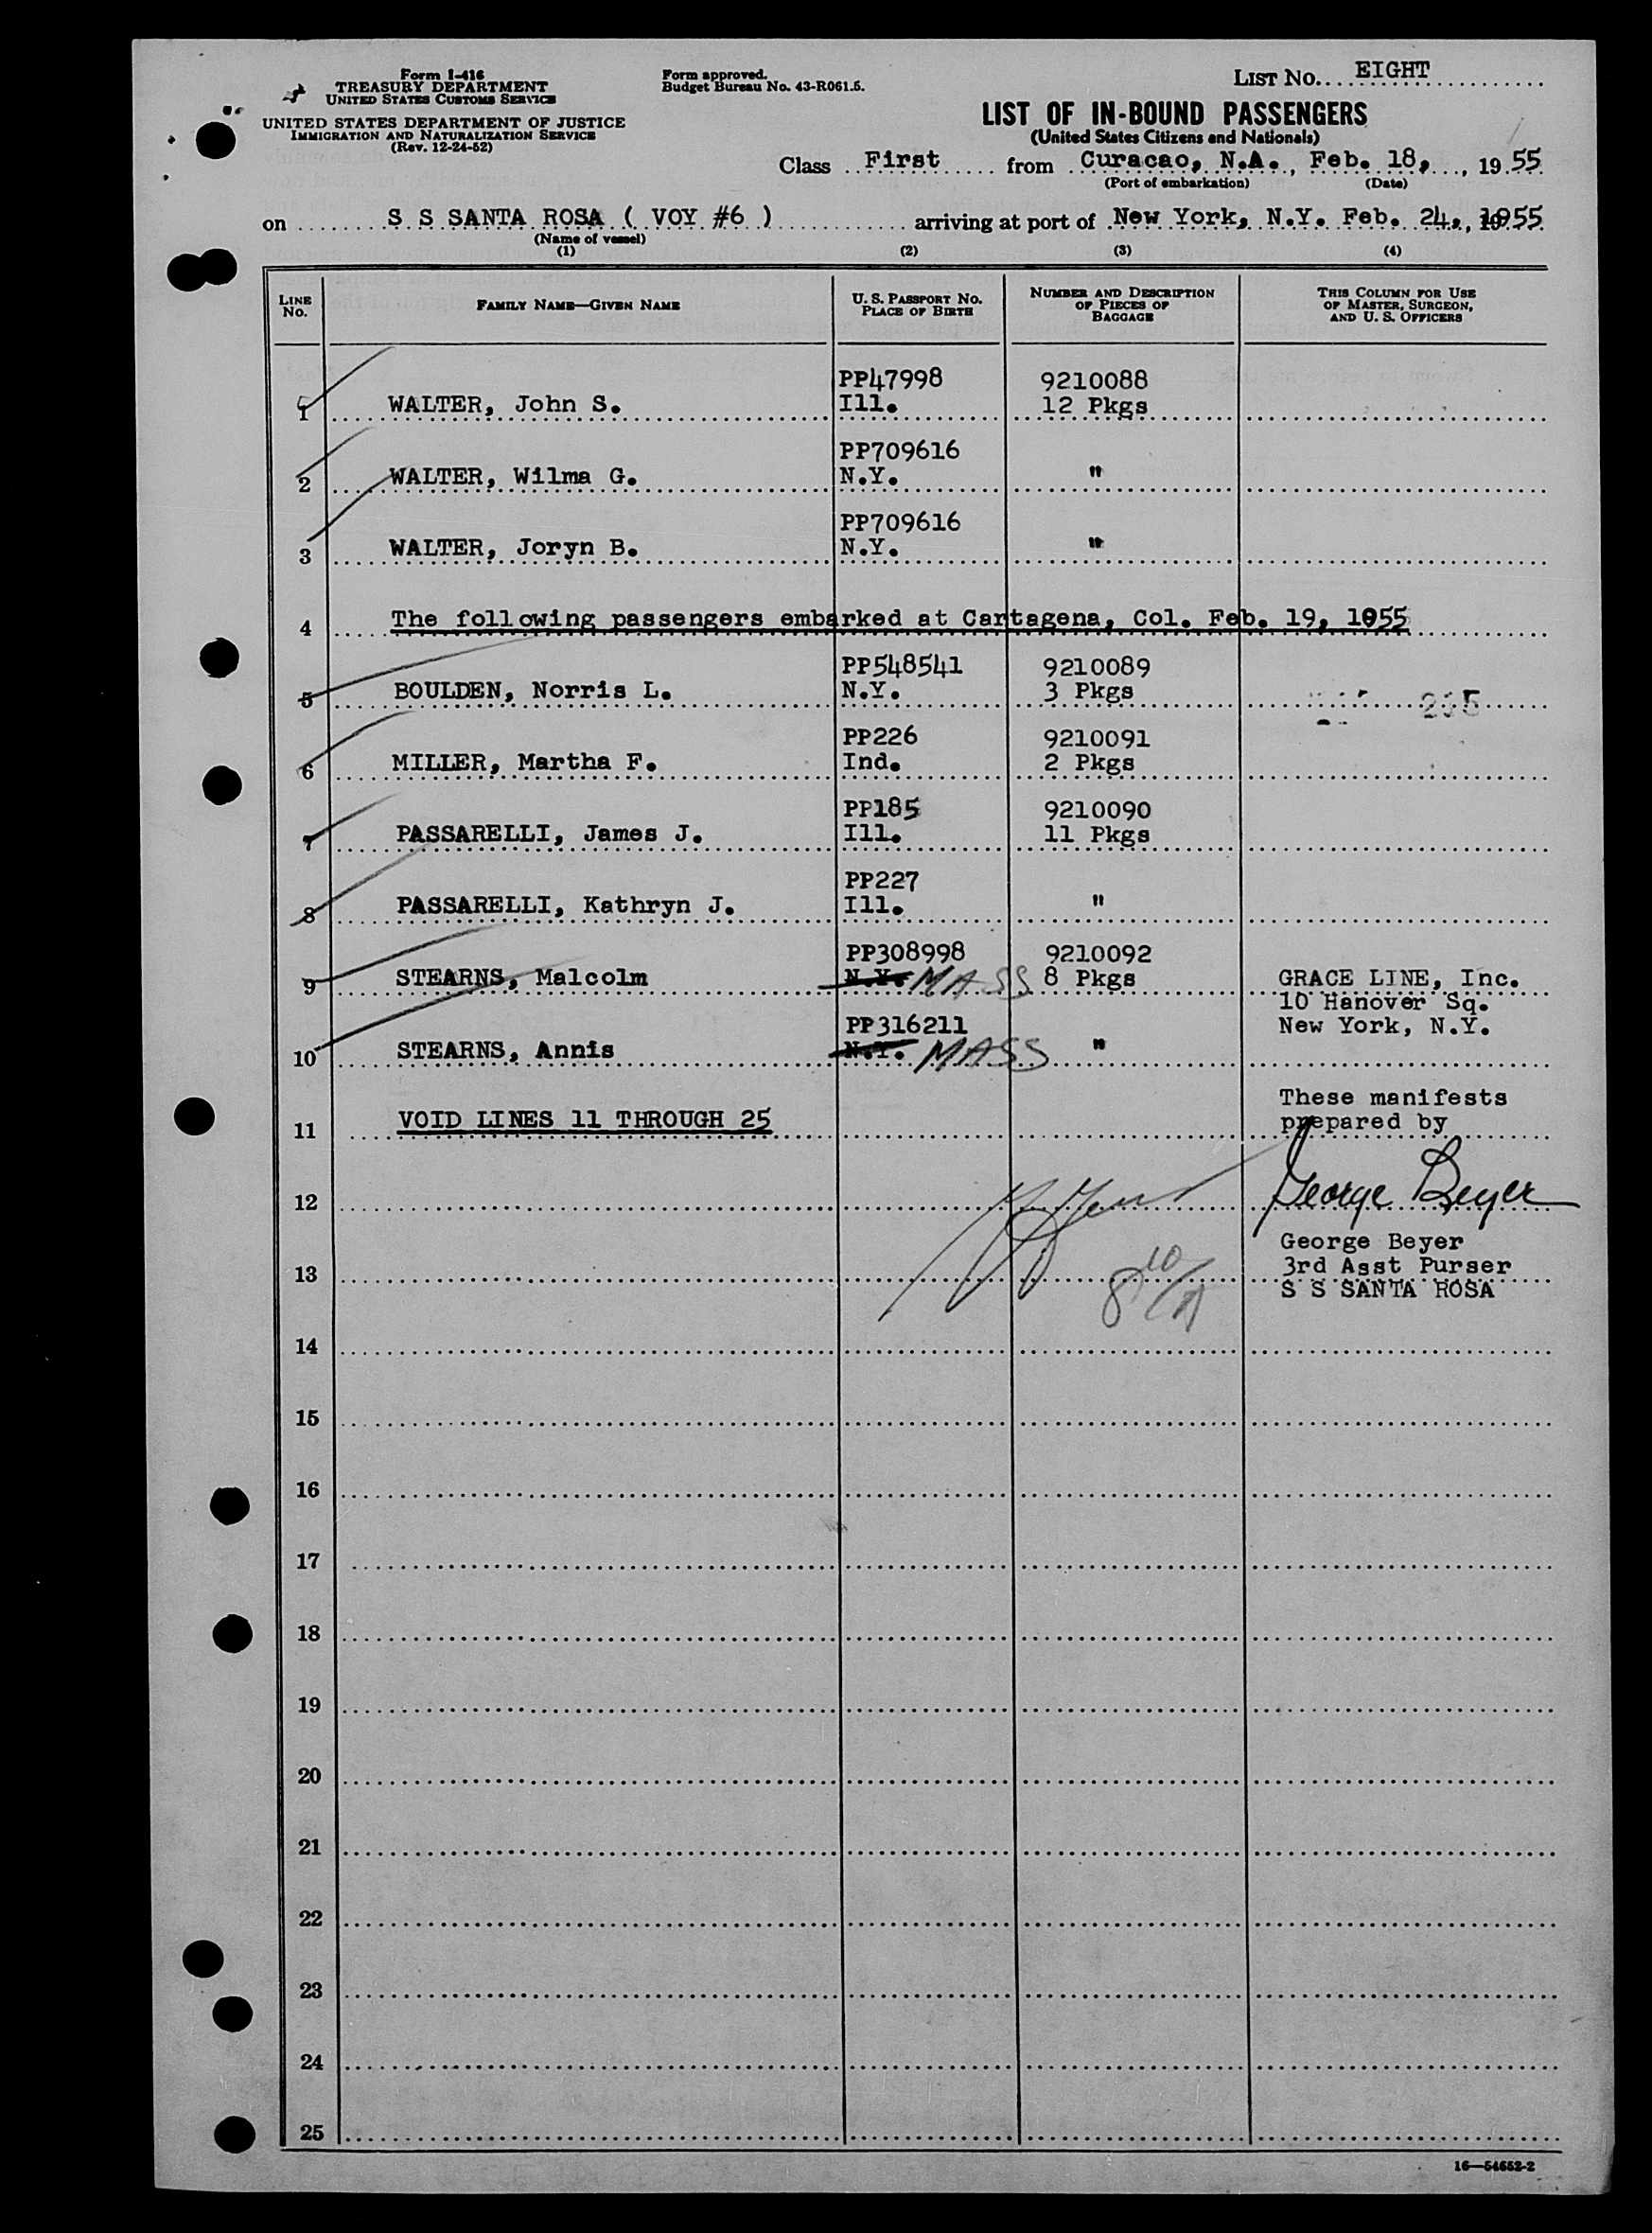 Form I-416
TREASURY DEPARTMENT
UNITED STATES CUSTOMS SERVICE
UNITED STATES DEPARTMENT OF JUSTICE
IMMIGRATION AND NATURALIZATION SERVICE
(Rev. 12-24-52)
Form approved.
Budget Bureau No. 43-R061.5.
LIST No. EIGHT
LIST OF IN-BOUND PASSENGERS
(United States Citizens and Nationals)
Class First from Curacao, N.A., Feb. 18, , 1955
(Port of embarkation) (Date)
on S S SANTA ROSA ( VOY #6 ) arriving at port of New York, N.Y. Feb. 24, , 1955
(Name of vessel)
(1) (2) (3) (4)
LINE No. FAMILY NAME—GIVEN NAME U. S. PASSPORT No. PLACE OF BIRTH NUMBER AND DESCRIPTION OF PIECES OF BAGGAGE THIS COLUMN FOR USE OF MASTER, SURGEON, AND U. S. OFFICERS
PP47998 9210088
1 WALTER, John S. Ill. 12 Pkgs
PP709616
2 WALTER, Wilma G. N.Y. "
PP709616
3 WALTER, Joryn B. N.Y. "
4 The following passengers embarked at Cartagena, Col. Feb. 19, 1955
PP548541 9210089
5 BOULDEN, Norris L. N.Y. 3 Pkgs
PP226 9210091
6 MILLER, Martha F. Ind. 2 Pkgs
PP185 9210090
7 PASSARELLI, James J. Ill. 11 Pkgs
PP227
8 PASSARELLI, Kathryn J. Ill. "
PP308998 9210092
9 STEARNS, Malcolm N.Y. MASS 8 Pkgs GRACE LINE, Inc.
10 Hanover Sq.
PP316211 New York, N.Y.
10 STEARNS, Annis N.Y. MASS "
These manifests
11 VOID LINES 11 THROUGH 25 prepared by
12 George Beyer
George Beyer
13 3rd Asst Purser
S S SANTA ROSA
14
15
16
17
18
19
20
21
22
23
24
25
16—54652-2